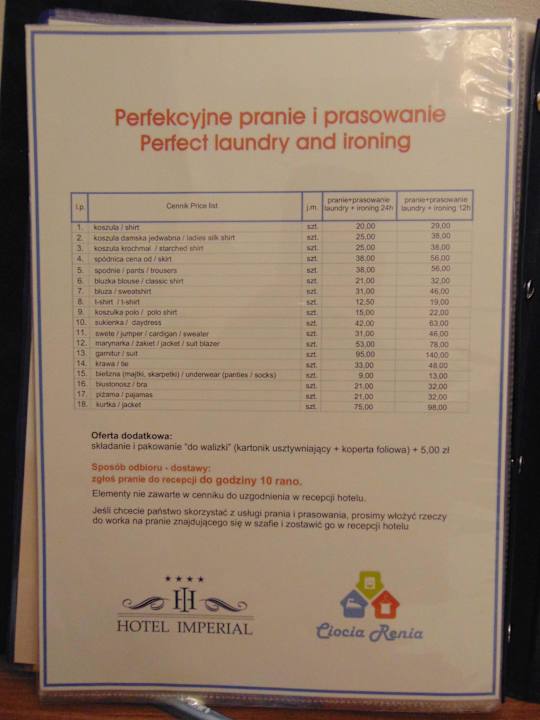 Perfekcyjne pranie i prasowanie
Perfect laundry and ironing
l.p. Cennik Price list j.m. pranie+prasowanie laundry + ironing 24h pranie+prasowanie laundry + ironing 12h
1. koszula / shirt szt. 20,00 29,00
2. koszula damska jedwabna / ladies silk shirt szt. 25,00 38,00
3. koszula krochmal / starched shirt szt. 25,00 38,00
4. spódnica cena od / skirt szt. 38,00 56,00
5. spodnie / pants / trousers szt. 38,00 56,00
6. bluzka blouse / classic shirt szt. 21,00 32,00
7. bluza / sweatshirt szt. 31,00 46,00
8. t-shirt / t-shirt szt. 12,50 19,00
9. koszulka polo / polo shirt szt. 15,00 22,00
10. sukienka / daydress szt. 42,00 63,00
11. swete / jumper / cardigan / sweater szt. 31,00 46,00
12. marynarka / żakiet / jacket / suit blazer szt. 53,00 78,00
13. garnitur / suit szt. 95,00 140,00
14. krawa / tie szt. 33,00 48,00
15. bielizna (majtki, skarpetki) / underwear (panties / socks) szt. 9,00 13,00
16. biustonosz / bra szt. 21,00 32,00
17. piżama / pajamas szt. 21,00 32,00
18. kurtka / jacket szt. 75,00 98,00
Oferta dodatkowa:
składanie i pakowanie "do walizki" (kartonik usztywniający + koperta foliowa) + 5,00 zł
Sposób odbioru - dostawy:
zgłoś pranie do recepcji do godziny 10 rano.
Elementy nie zawarte w cenniku do uzgodnienia w recepcji hotelu.
Jeśli chcecie państwo skorzystać z usługi prania i prasowania, prosimy włożyć rzeczy
do worka na pranie znajdującego się w szafie i zostawić go w recepcji hotelu
HOTEL IMPERIAL
Ciocia Renia